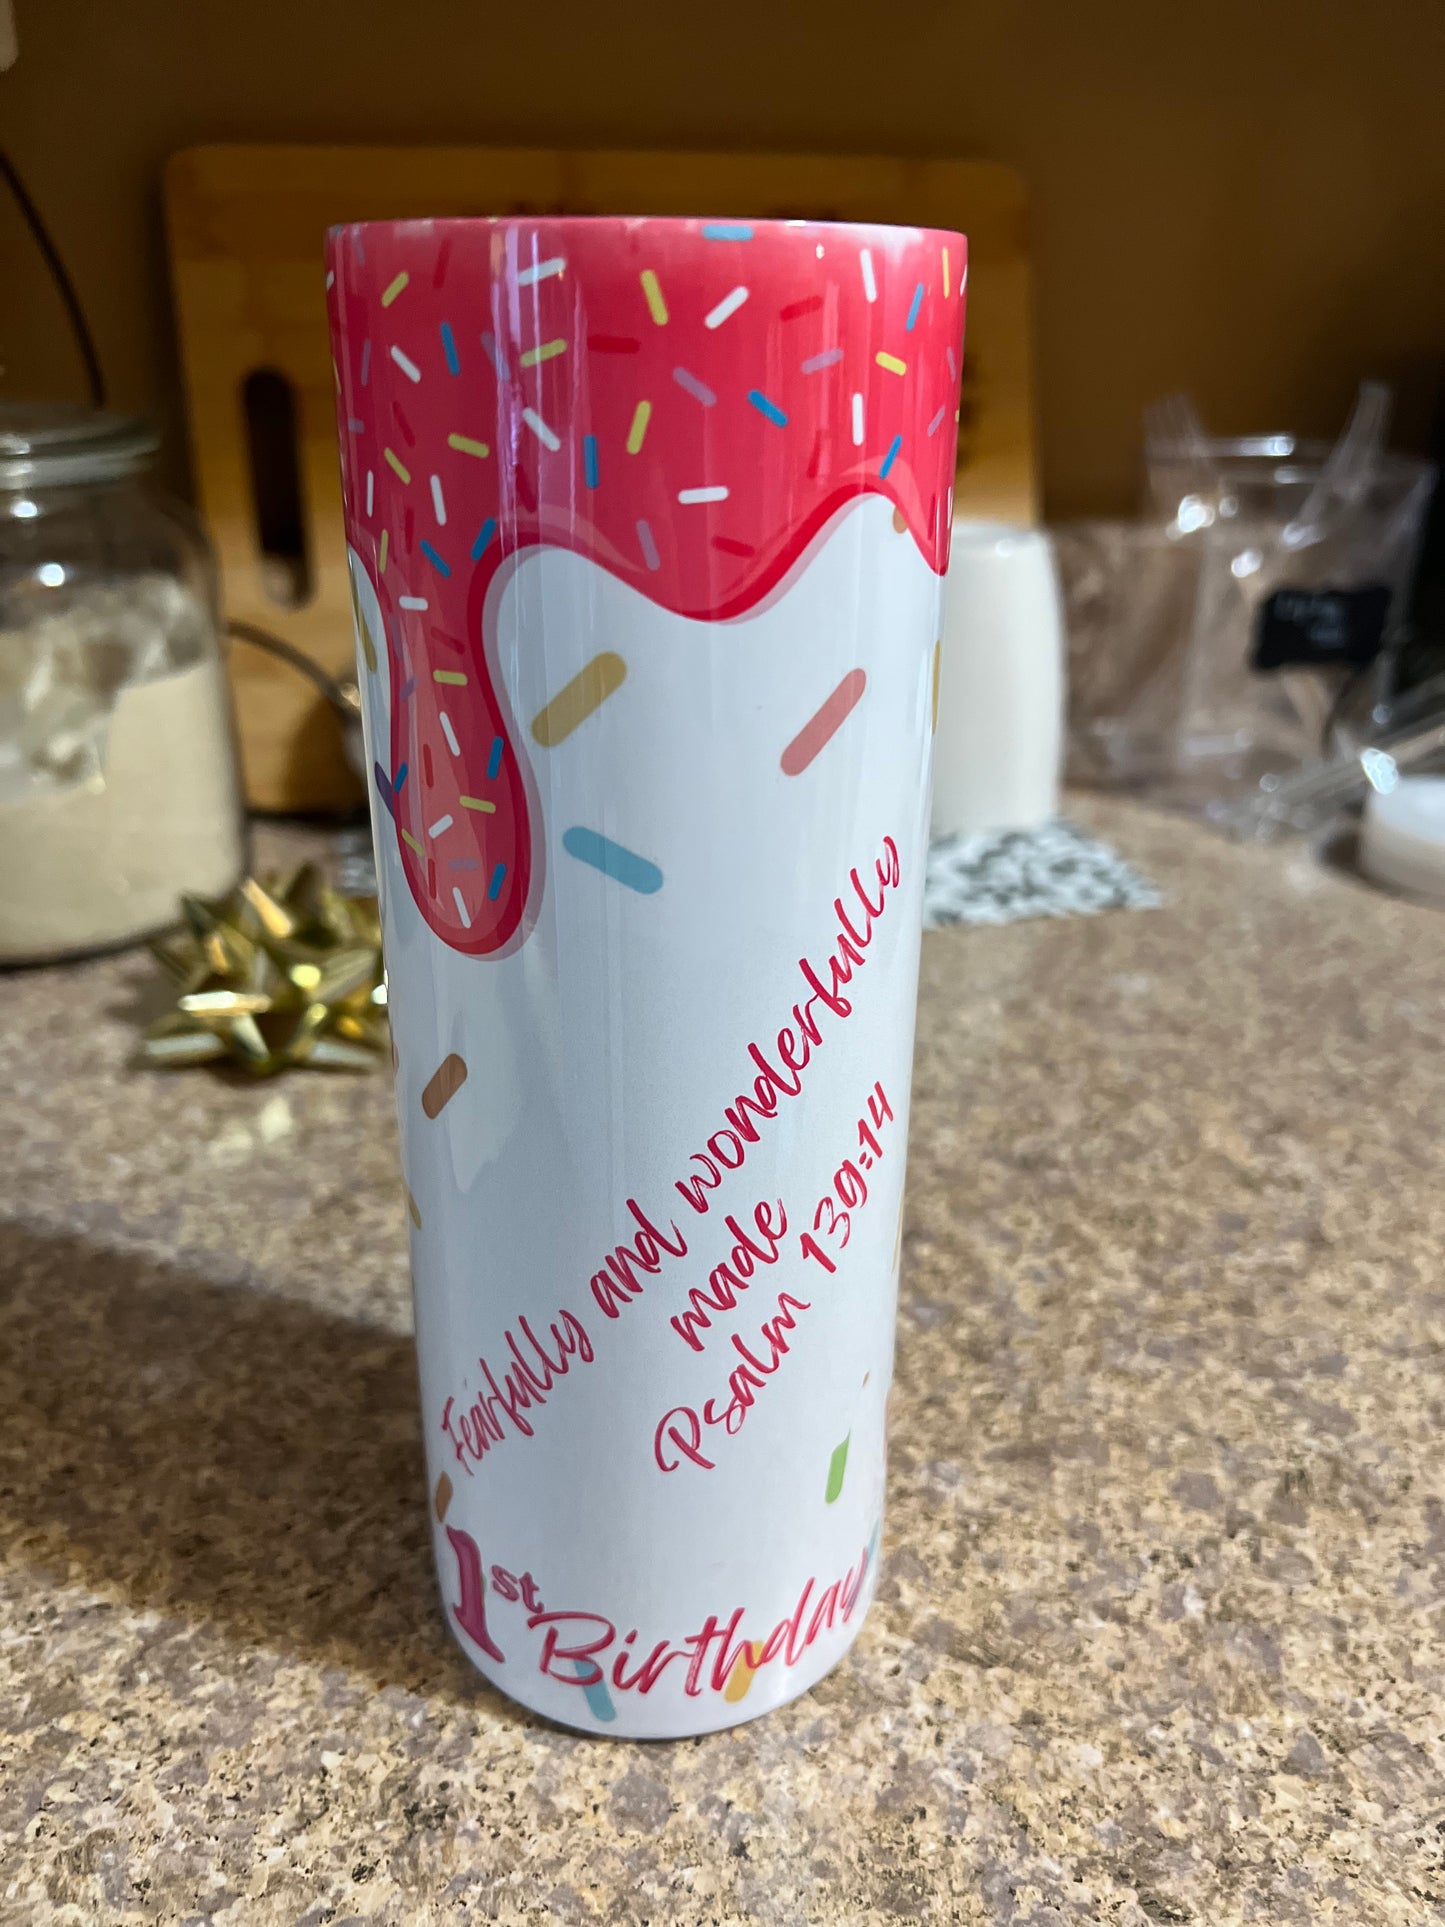 Fearfully and wonderfully
made
Psalm 139:14
1st Birthday